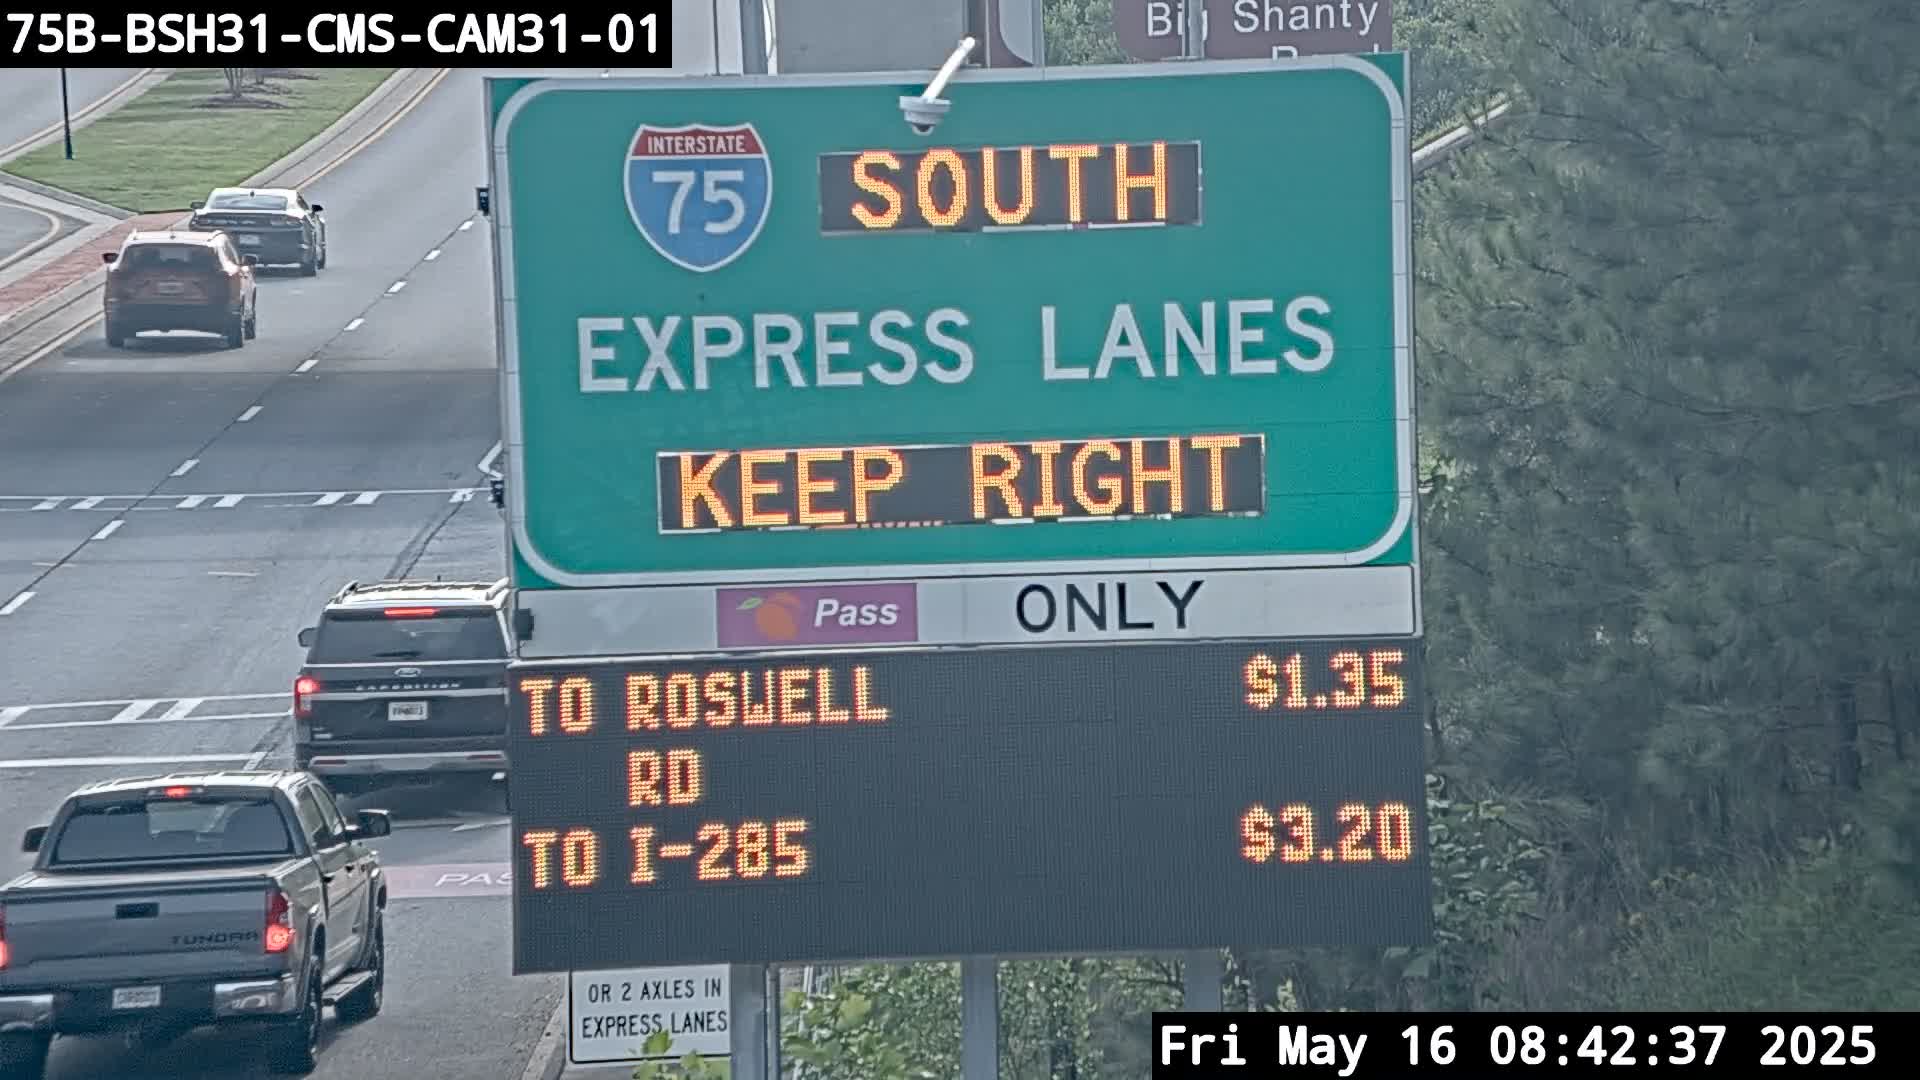 75B-BSH31-CMS-CAM31-01
Big Shanty
INTERSTATE
75
SOUTH
EXPRESS LANES
KEEP RIGHT
Pass ONLY
TO ROSWELL $1.35
RD
TO I-285 $3.20
EXPEDITION
TUNDRA
OR 2 AXLES IN
EXPRESS LANES
Fri May 16 08:42:37 2025